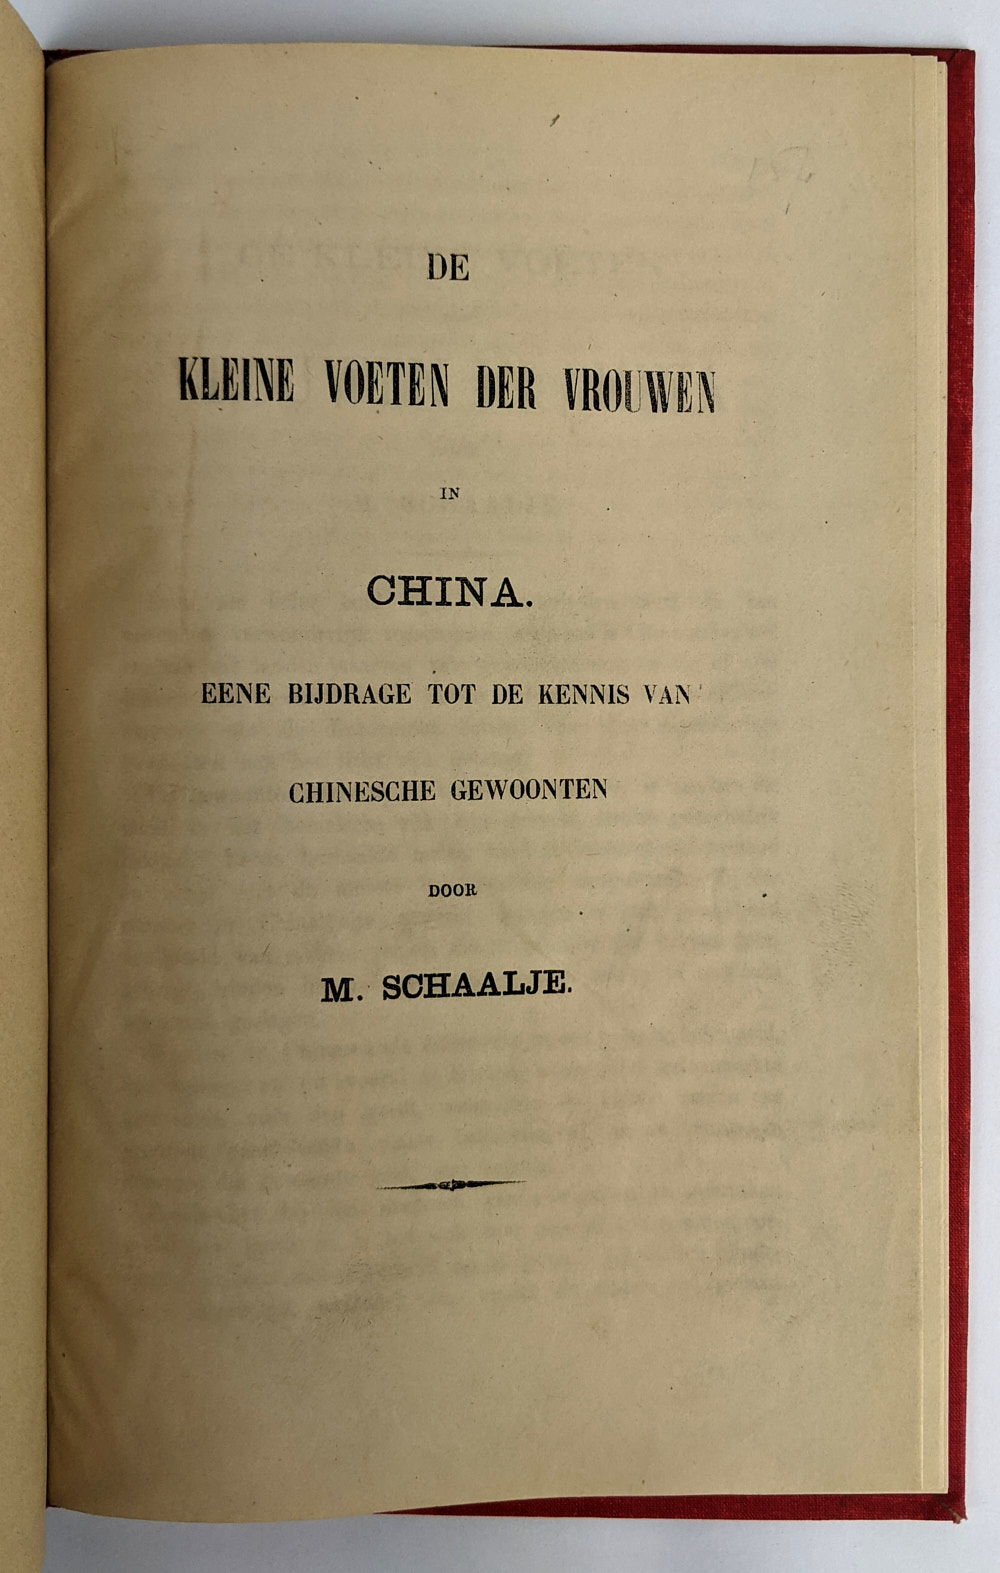 DE
KLEINE VOETEN DER VROUWEN
IN
CHINA.
EENE BIJDRAGE TOT DE KENNIS VAN
CHINESCHE GEWOONTEN
DOOR
M. SCHAALJE.